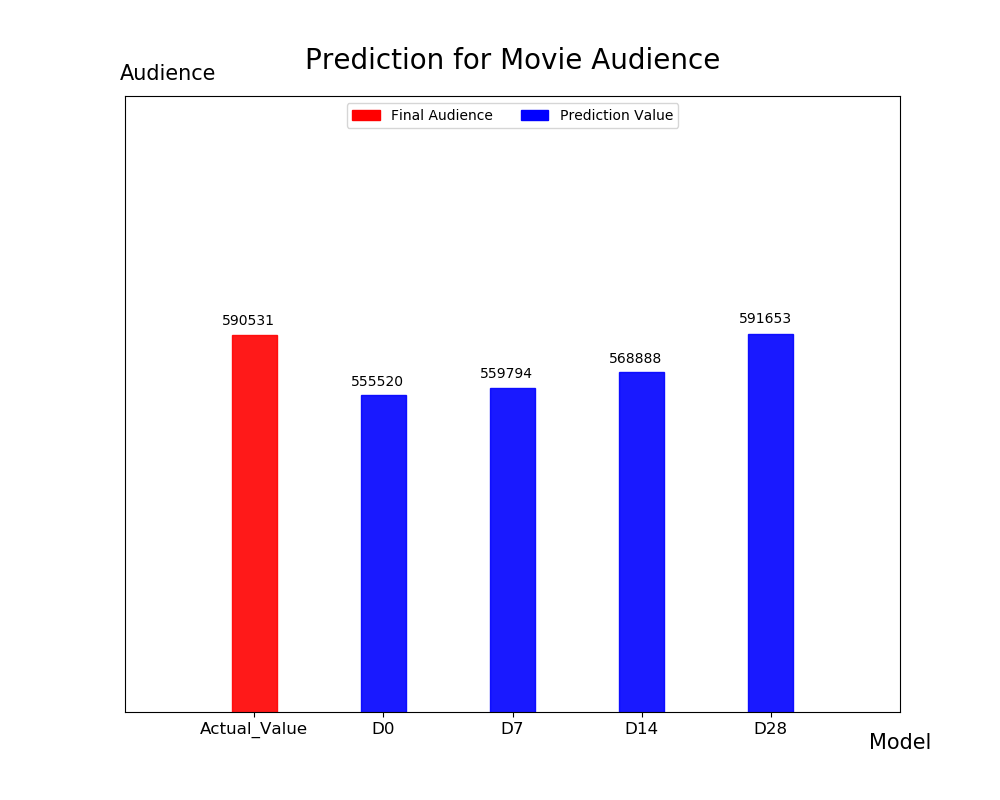 Prediction for Movie Audience
Audience
Final Audience Prediction Value
590531
555520
559794
568888
591653
Actual_Value D0 D7 D14 D28
Model